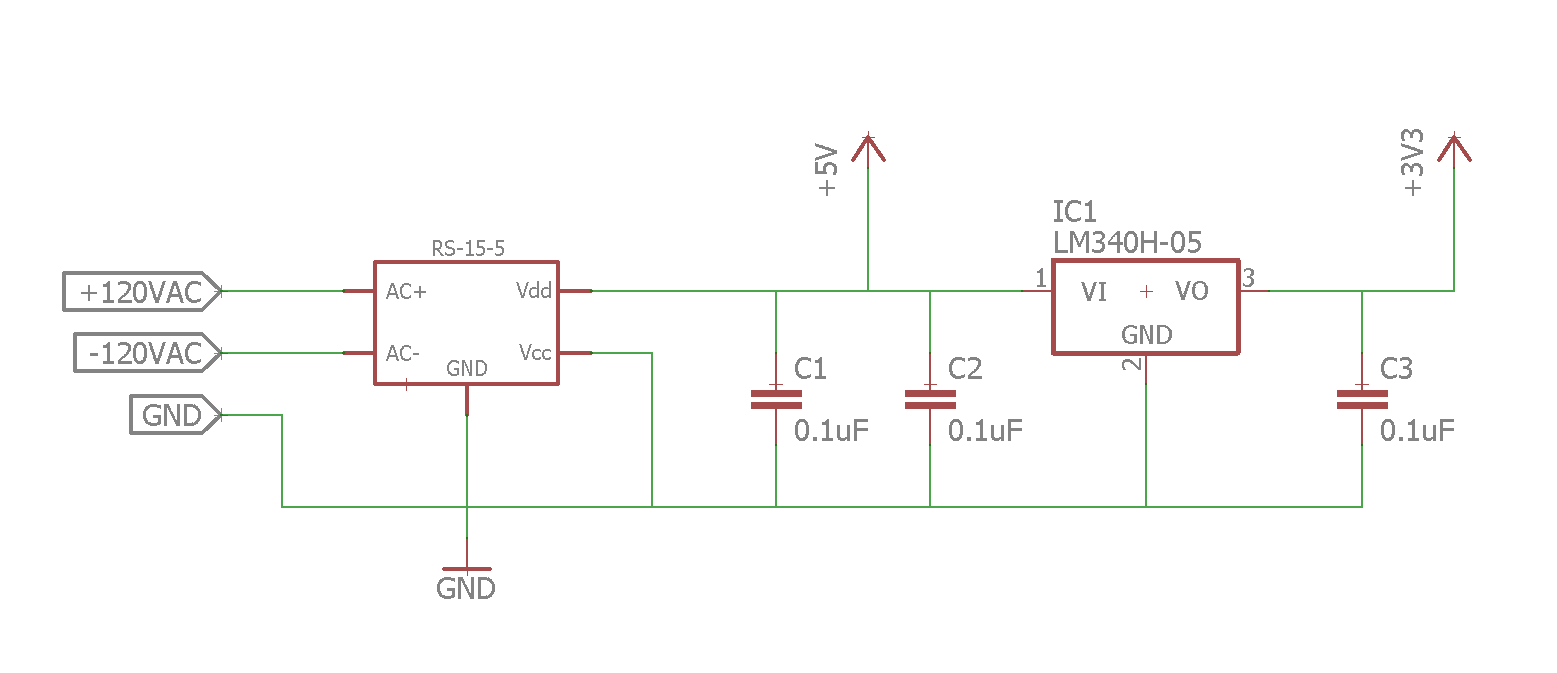 +5V
+3V3
IC1
LM340H-05
RS-15-5
+120VAC
AC+
Vdd
1
VI
VO
3
GND
-120VAC
AC-
Vcc
GND
2
C1
C2
C3
GND
0.1uF
0.1uF
0.1uF
GND